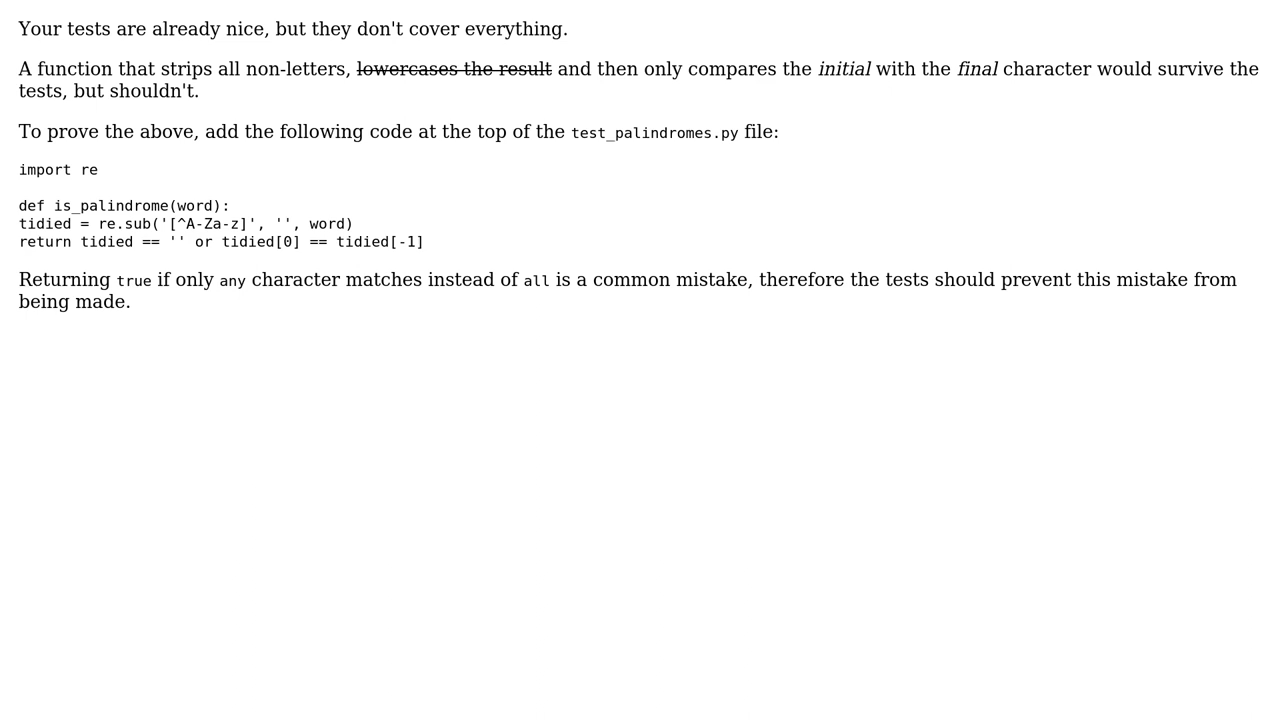 Your tests are already nice, but they don't cover everything.
A function that strips all non-letters, lowercases the result and then only compares the initial with the final character would survive the
tests, but shouldn't.
To prove the above, add the following code at the top of the test_palindromes.py file:
import re
def is_palindrome(word):
tidied = re.sub('[^A-Za-z]', '', word)
return tidied == '' or tidied[0] == tidied[-1]
Returning true if only any character matches instead of all is a common mistake, therefore the tests should prevent this mistake from
being made.